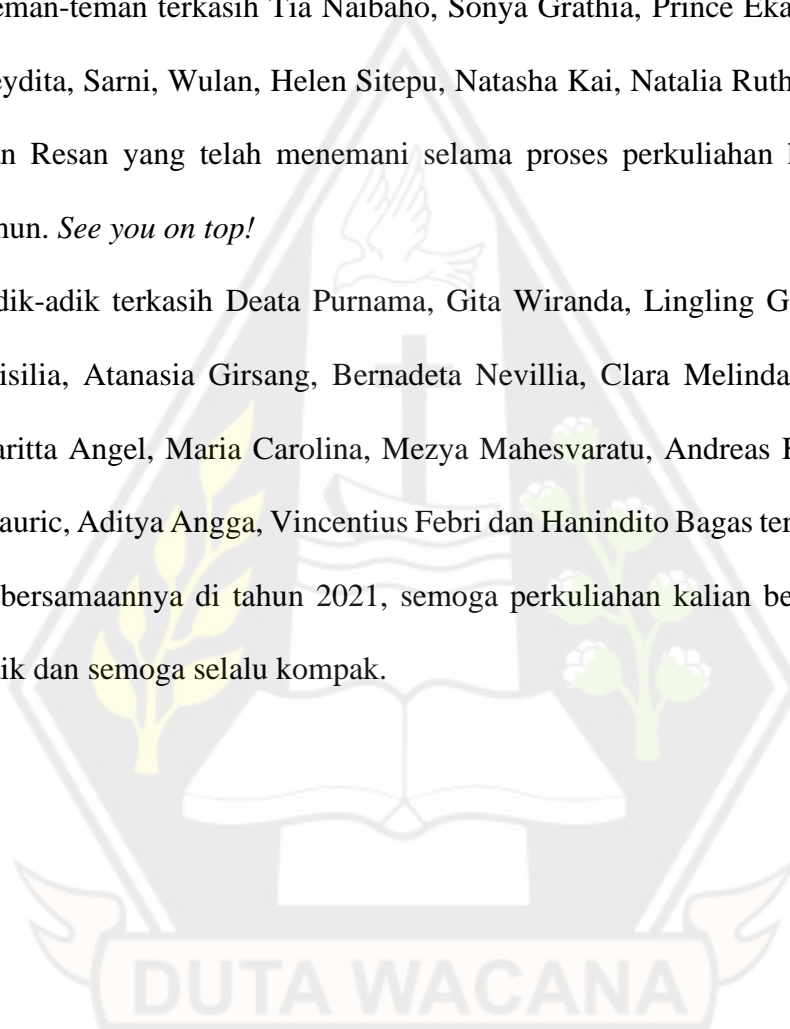 eman-teman terkasih Tia Naibaho, Sonya Grathia, Prince Eka
eydita, Sarni, Wulan, Helen Sitepu, Natasha Kai, Natalia Ruth
an Resan yang telah menemani selama proses perkuliahan
hun. See you on top!
dik-adik terkasih Deata Purnama, Gita Wiranda, Lingling G
isilia, Atanasia Girsang, Bernadeta Nevillia, Clara Melinda
aritta Angel, Maria Carolina, Mezya Mahesvaratu, Andreas
auric, Aditya Angga, Vincentius Febri dan Hanindito Bagas ter
bersamaannya di tahun 2021, semoga perkuliahan kalian be
ik dan semoga selalu kompak.
DUTA WACANA